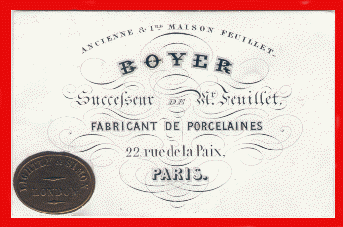 ANCIENNE & 1re MAISON FEUILLET.
BOYER
Successeur DE Mr. Feuillet,
FABRICANT DE PORCELAINES
22, rue de la Paix,
PARIS.
LONDON